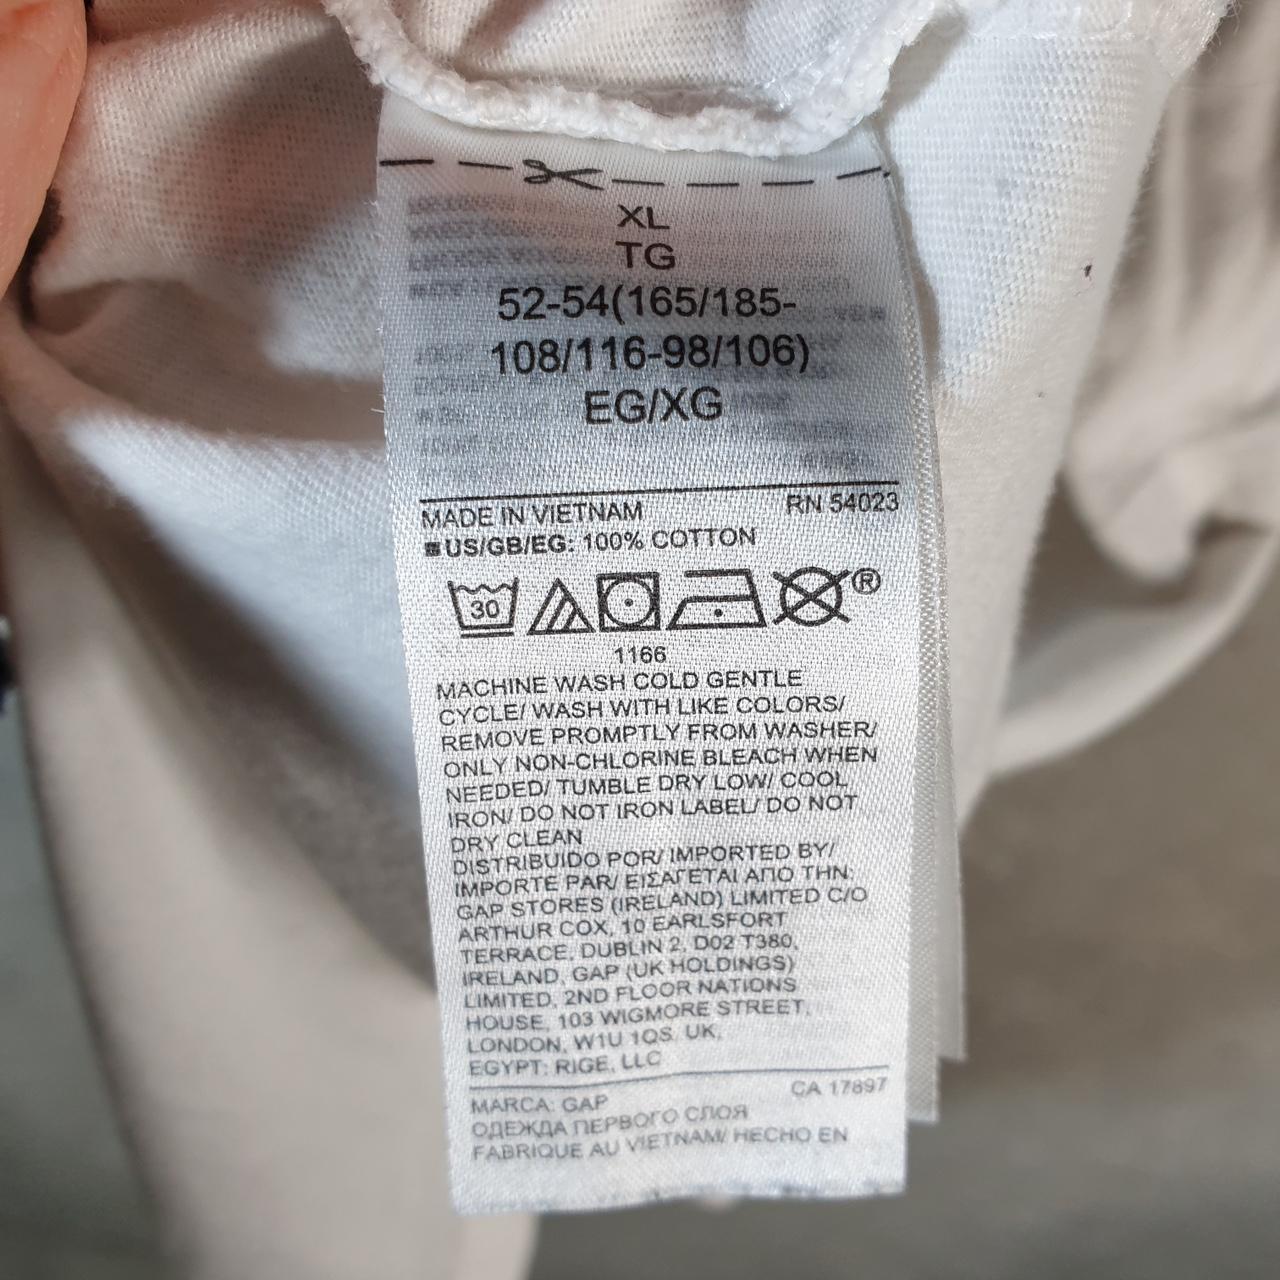 XL
TG
52-54(165/185-
108/116-98/106)
EG/XG
MADE IN VIETNAM RN 54023
US/GB/EG: 100% COTTON
30 ®
1166
MACHINE WASH COLD GENTLE
CYCLE/ WASH WITH LIKE COLORS/
REMOVE PROMPTLY FROM WASHER/
ONLY NON-CHLORINE BLEACH WHEN
NEEDED/ TUMBLE DRY LOW/ COOL
IRON/ DO NOT IRON LABEL/ DO NOT
DRY CLEAN
DISTRIBUIDO POR/ IMPORTED BY/
IMPORTE PAR/ ΕΙΣΑΓΕΤΑΙ ΑΠΟ ΤΗΝ:
GAP STORES (IRELAND) LIMITED C/O
ARTHUR COX, 10 EARLSFORT
TERRACE, DUBLIN 2, D02 T380,
IRELAND, GAP (UK HOLDINGS)
LIMITED, 2ND FLOOR NATIONS
HOUSE, 103 WIGMORE STREET,
LONDON, W1U 1QS, UK,
EGYPT: RIGE, LLC
MARCA: GAP CA 17897
ОДЕЖДА ПЕРВОГО СЛОЯ
FABRIQUE AU VIETNAM/ HECHO EN